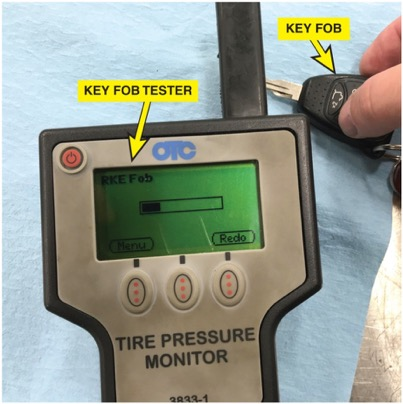 KEY FOB
KEY FOB TESTER
OTC
RKE Fob
Menu
Redo
TIRE PRESSURE
MONITOR
3833-1